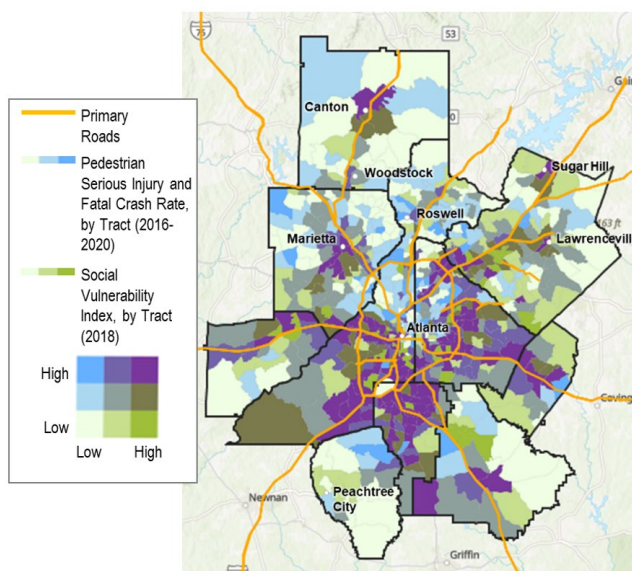 75
53
Canton
Woodstock
Sugar Hill
Roswell
Marietta
Lawrencevill
Atlanta
Peachtree
City
Newnan
Griffin
Coving
Primary
Roads
Pedestrian
Serious Injury and
Fatal Crash Rate,
by Tract (2016-
2020)
Social
Vulnerability
Index, by Tract
(2018)
High
Low
Low High